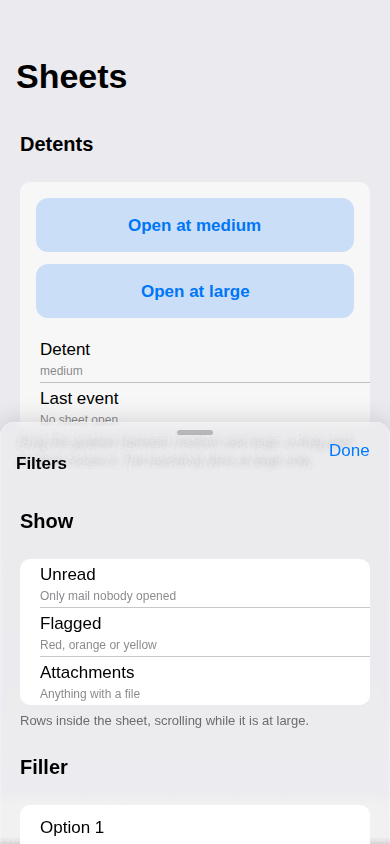 Sheets
Detents
Open at medium
Open at large
Detent
medium
Last event
No sheet open
Done
Filters
Show
Unread
Only mail nobody opened
Flagged
Red, orange or yellow
Attachments
Anything with a file
Rows inside the sheet, scrolling while it is at large.
Filler
Option 1